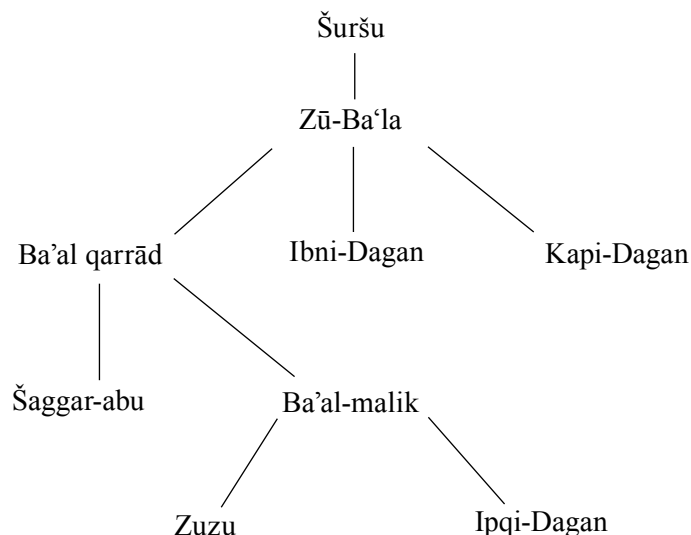 Šuršu
Zū-Ba‘la
Ba’al qarrād
Ibni-Dagan
Kapi-Dagan
Šaggar-abu
Ba’al-malik
Zuzu
Ipqi-Dagan